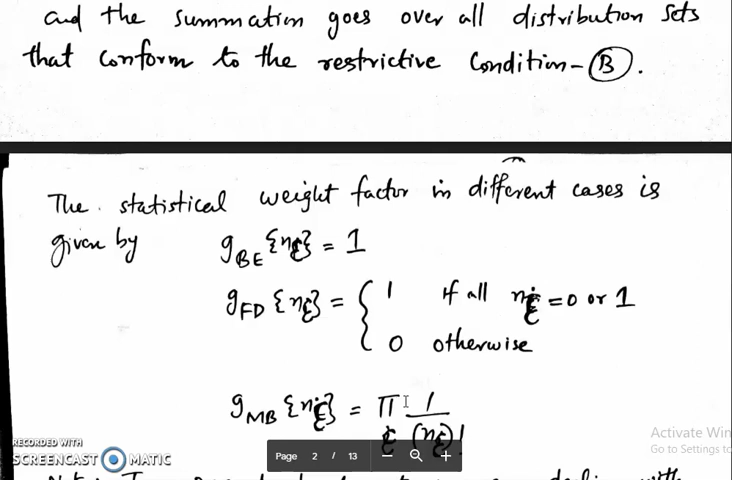 and the summation goes over all distribution sets
that conform to the restrictive Condition-(B).
The statistical weight factor in different cases is
given by g_BE {n_ε} = 1
g_FD {n_ε} = { 1 if all n_ε = 0 or 1
0 otherwise
g_MB {n_ε} = Π_ε 1/(n_ε)!
Activate Win
Go to Settings to
RECORDED WITH
SCREENCAST MATIC
Page 2 / 13